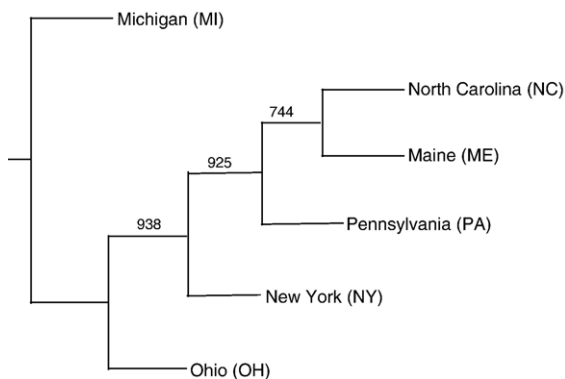 Michigan (MI)
North Carolina (NC)
744
Maine (ME)
925
Pennsylvania (PA)
938
New York (NY)
Ohio (OH)